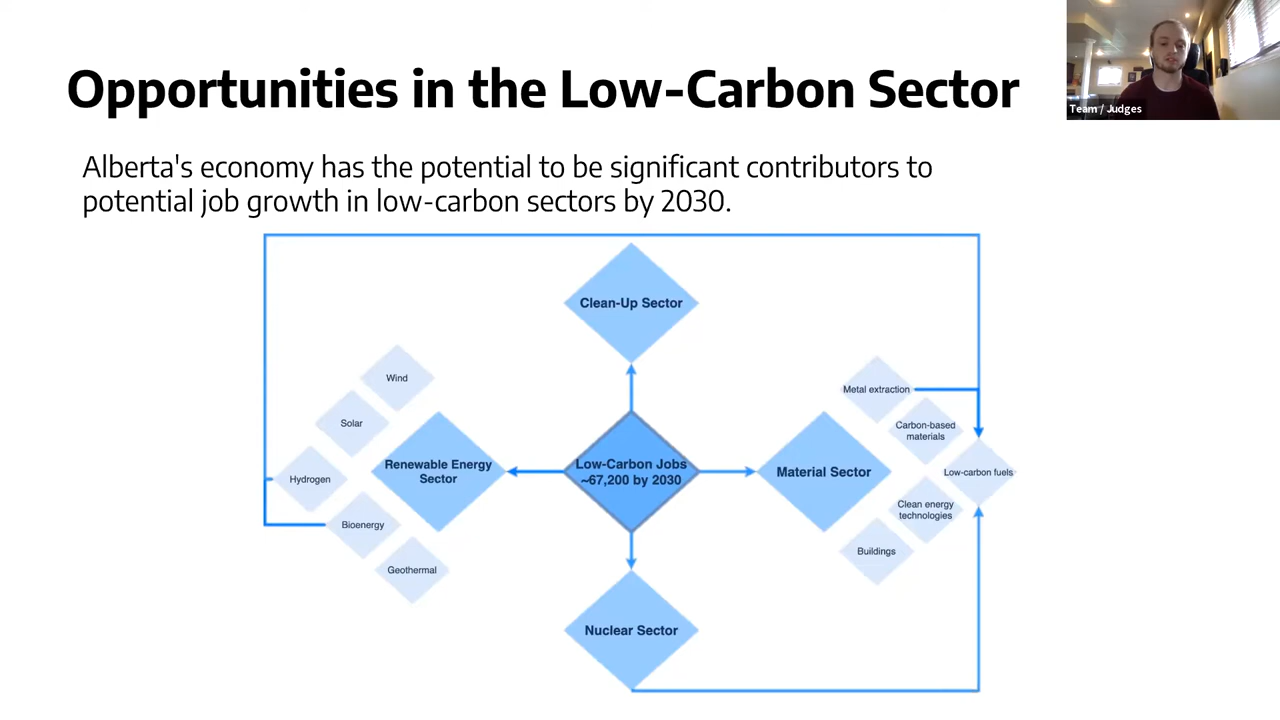 Opportunities in the Low-Carbon Sector
Team / Judges
Alberta's economy has the potential to be significant contributors to
potential job growth in low-carbon sectors by 2030.
Clean-Up Sector
Wind
Solar
Hydrogen
Bioenergy
Geothermal
Renewable Energy
Sector
Low-Carbon Jobs
~67,200 by 2030
Material Sector
Metal extraction
Carbon-based
materials
Low-carbon fuels
Clean energy
technologies
Buildings
Nuclear Sector